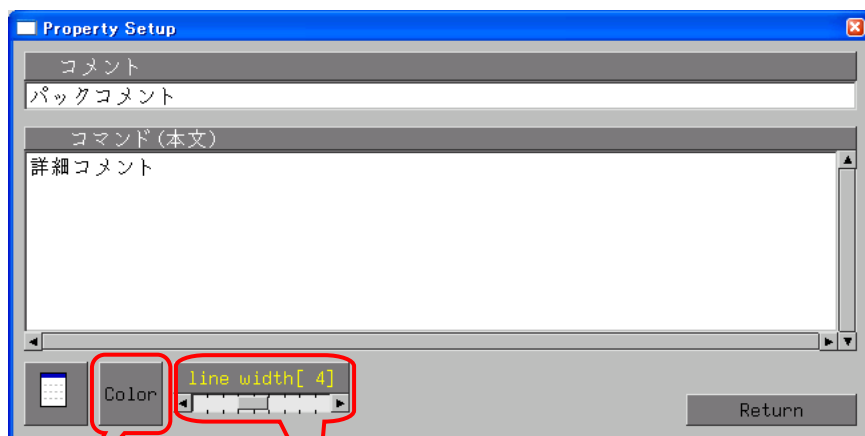 Property Setup
コメント
パックコメント
コマンド(本文)
詳細コメント
Color
line width[ 4]
Return